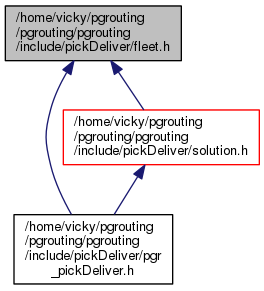 /home/vicky/pgrouting
/pgrouting/pgrouting
/include/pickDeliver/fleet.h
/home/vicky/pgrouting
/pgrouting/pgrouting
/include/pickDeliver/solution.h
/home/vicky/pgrouting
/pgrouting/pgrouting
/include/pickDeliver/pgr
_pickDeliver.h